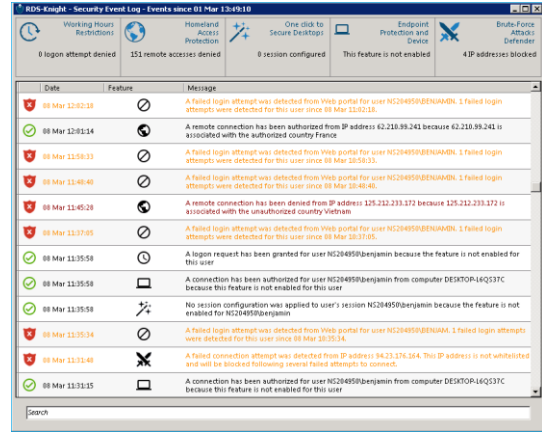 RDS-Knight - Security Event Log - Events since 01 Mar 13:49:10
Working Hours
Restrictions
0 logon attempt denied
Homeland
Access
Protection
151 remote accesses denied
One click to
Secure Desktops
0 session configured
Endpoint
Protection and
Device
This feature is not enabled
Brute-Force
Attacks
Defender
4 IP addresses blocked
Date Feature Message
08 Mar 12:02:18 A failed login attempt was detected from Web portal for user NS204950\BENJAMIN. 1 failed login
attempts were detected for this user since 08 Mar 11:02:18.
08 Mar 12:01:14 A remote connection has been authorized from IP address 62.210.99.241 because 62.210.99.241 is
associated with the authorized country France
08 Mar 11:50:33 A failed login attempt was detected from Web portal for user NS204950\BENJAMIN. 1 failed login
attempts were detected for this user since 08 Mar 10:50:33.
08 Mar 11:48:40 A failed login attempt was detected from Web portal for user NS204950\BENJAMIN. 1 failed login
attempts were detected for this user since 08 Mar 10:48:40.
08 Mar 11:45:28 A remote connection has been denied from IP address 125.212.233.172 because 125.212.233.172 is
associated with the unauthorized country Vietnam
08 Mar 11:37:05 A failed login attempt was detected from Web portal for user NS204950\BENJAMIN. 1 failed login
attempts were detected for this user since 08 Mar 10:37:05.
08 Mar 11:35:58 A logon request has been granted for user NS204950\benjamin because the feature is not enabled for
this user
08 Mar 11:35:58 A connection has been authorized for user NS204950\benjamin from computer DESKTOP-L6QS37C
because this feature is not enabled for this user
08 Mar 11:35:58 No session configuration was applied to user's session NS204950\benjamin because the feature is not
enabled for NS204950\benjamin
08 Mar 11:35:34 A failed login attempt was detected from Web portal for user NS204950\BENJAM. 1 failed login attempts
were detected for this user since 08 Mar 10:35:34.
08 Mar 11:31:48 A failed connection attempt was detected from IP address 94.23.176.164. This IP address is not whitelisted
and will be blocked following several failed attempts to connect.
08 Mar 11:31:15 A connection has been authorized for user NS204950\benjamin from computer DESKTOP-L6QS37C
because this feature is not enabled for this user
Search